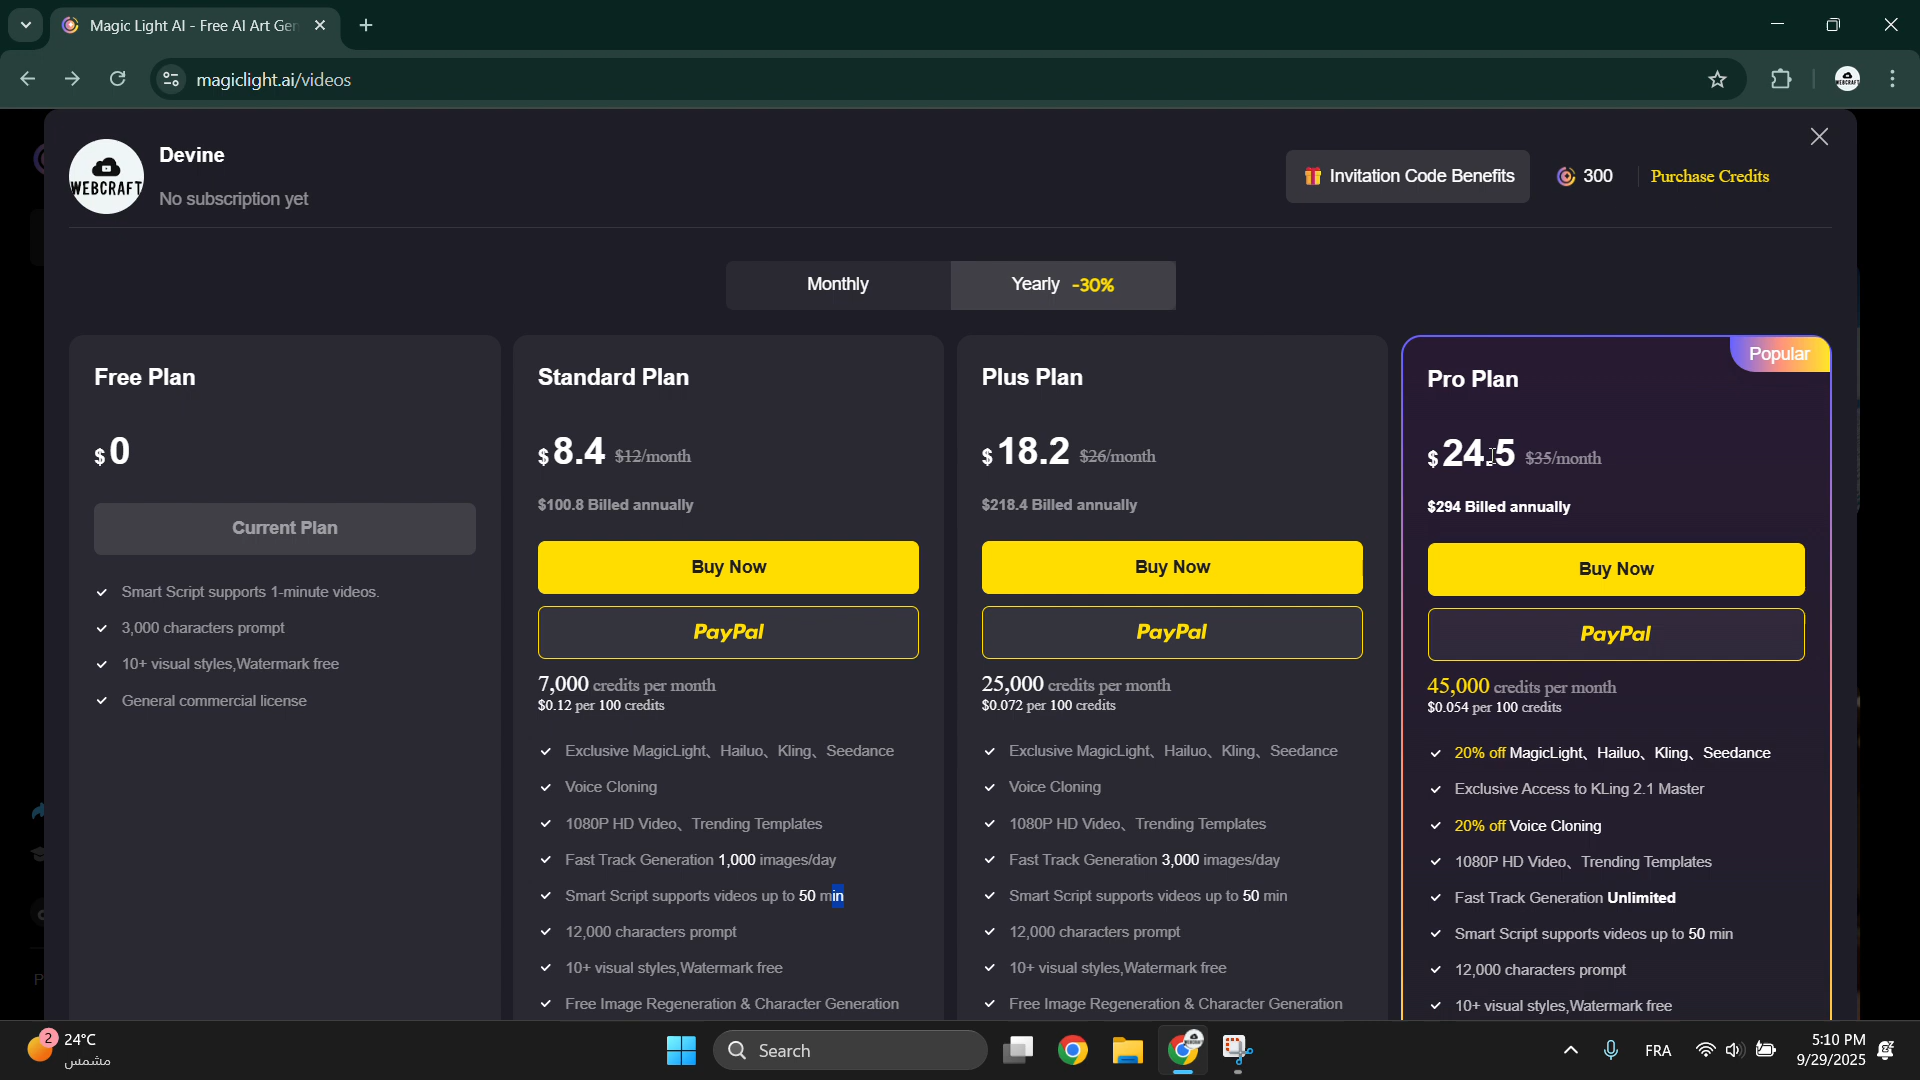 Magic Light AI - Free AI Art Gen
magiclight.ai/videos
WEBCRAFT
Devine
No subscription yet
Invitation Code Benefits
300
Purchase Credits
Monthly
Yearly -30%
Free Plan
$0
Current Plan
Smart Script supports 1-minute videos.
3,000 characters prompt
10+ visual styles,Watermark free
General commercial license
Standard Plan
$8.4 $12/month
$100.8 Billed annually
Buy Now
PayPal
7,000 credits per month
$0.12 per 100 credits
Exclusive MagicLight、Hailuo、Kling、Seedance
Voice Cloning
1080P HD Video、Trending Templates
Fast Track Generation 1,000 images/day
Smart Script supports videos up to 50 min
12,000 characters prompt
10+ visual styles,Watermark free
Free Image Regeneration & Character Generation
Plus Plan
$18.2 $26/month
$218.4 Billed annually
Buy Now
PayPal
25,000 credits per month
$0.072 per 100 credits
Exclusive MagicLight、Hailuo、Kling、Seedance
Voice Cloning
1080P HD Video、Trending Templates
Fast Track Generation 3,000 images/day
Smart Script supports videos up to 50 min
12,000 characters prompt
10+ visual styles,Watermark free
Free Image Regeneration & Character Generation
Popular
Pro Plan
$24.5 $35/month
$294 Billed annually
Buy Now
PayPal
45,000 credits per month
$0.054 per 100 credits
20% off MagicLight、Hailuo、Kling、Seedance
Exclusive Access to KLing 2.1 Master
20% off Voice Cloning
1080P HD Video、Trending Templates
Fast Track Generation Unlimited
Smart Script supports videos up to 50 min
12,000 characters prompt
10+ visual styles,Watermark free
2
24°C
مشمس
Search
FRA
5:10 PM
9/29/2025